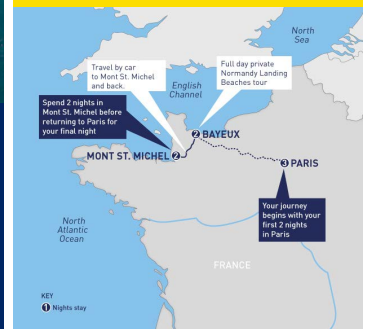 North
Sea
Travel by car
to Mont St. Michel
and back.
Full day private
Normandy Landing
Beaches tour
English
Channel
Spend 2 nights in
Mont St. Michel before
returning to Paris for
your final night
2 BAYEUX
MONT ST. MICHEL 2
3 PARIS
Your journey
begins with your
first 2 nights
in Paris
North
Atlantic
Ocean
FRANCE
KEY
1 Nights stay